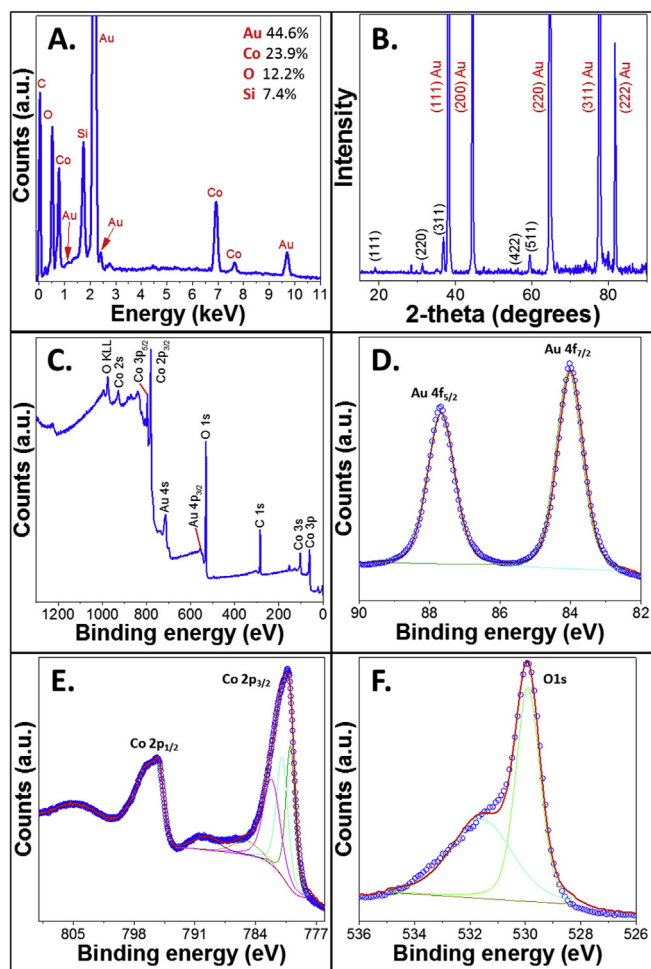 A.
Au 44.6%
Co 23.9%
O 12.2%
Si 7.4%
C
O
Co
Au
Si
Au
Au
Co
Co
Au
Counts (a.u.)
0 1 2 3 4 5 6 7 8 9 10 11
Energy (keV)
B.
(111)
(220)
(311)
(111) Au
(200) Au
(422)
(511)
(220) Au
(311) Au
(222) Au
Intensity
20 40 60 80
2-theta (degrees)
C.
O KLL
Co 2s
Co 3p5/2
Co 2p3/2
Au 4s
Au 4p3/2
O 1s
C 1s
Co 3s
Co 3p
Counts (a.u.)
1200 1000 800 600 400 200 0
Binding energy (eV)
D.
Au 4f5/2
Au 4f7/2
Counts (a.u.)
90 88 86 84 82
Binding energy (eV)
E.
Co 2p1/2
Co 2p3/2
Counts (a.u.)
805 798 791 784 777
Binding energy (eV)
F.
O1s
Counts (a.u.)
536 534 532 530 528 526
Binding energy (eV)